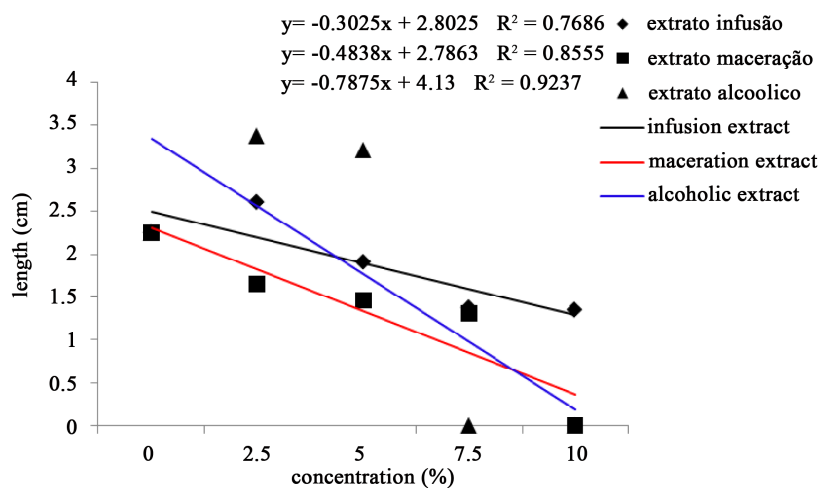 y= -0.3025x + 2.8025 R² = 0.7686
y= -0.4838x + 2.7863 R² = 0.8555
y= -0.7875x + 4.13 R² = 0.9237
extrato infusão
extrato maceração
extrato alcoolico
infusion extract
maceration extract
alcoholic extract
length (cm)
4
3.5
3
2.5
2
1.5
1
0.5
0
0 2.5 5 7.5 10
concentration (%)